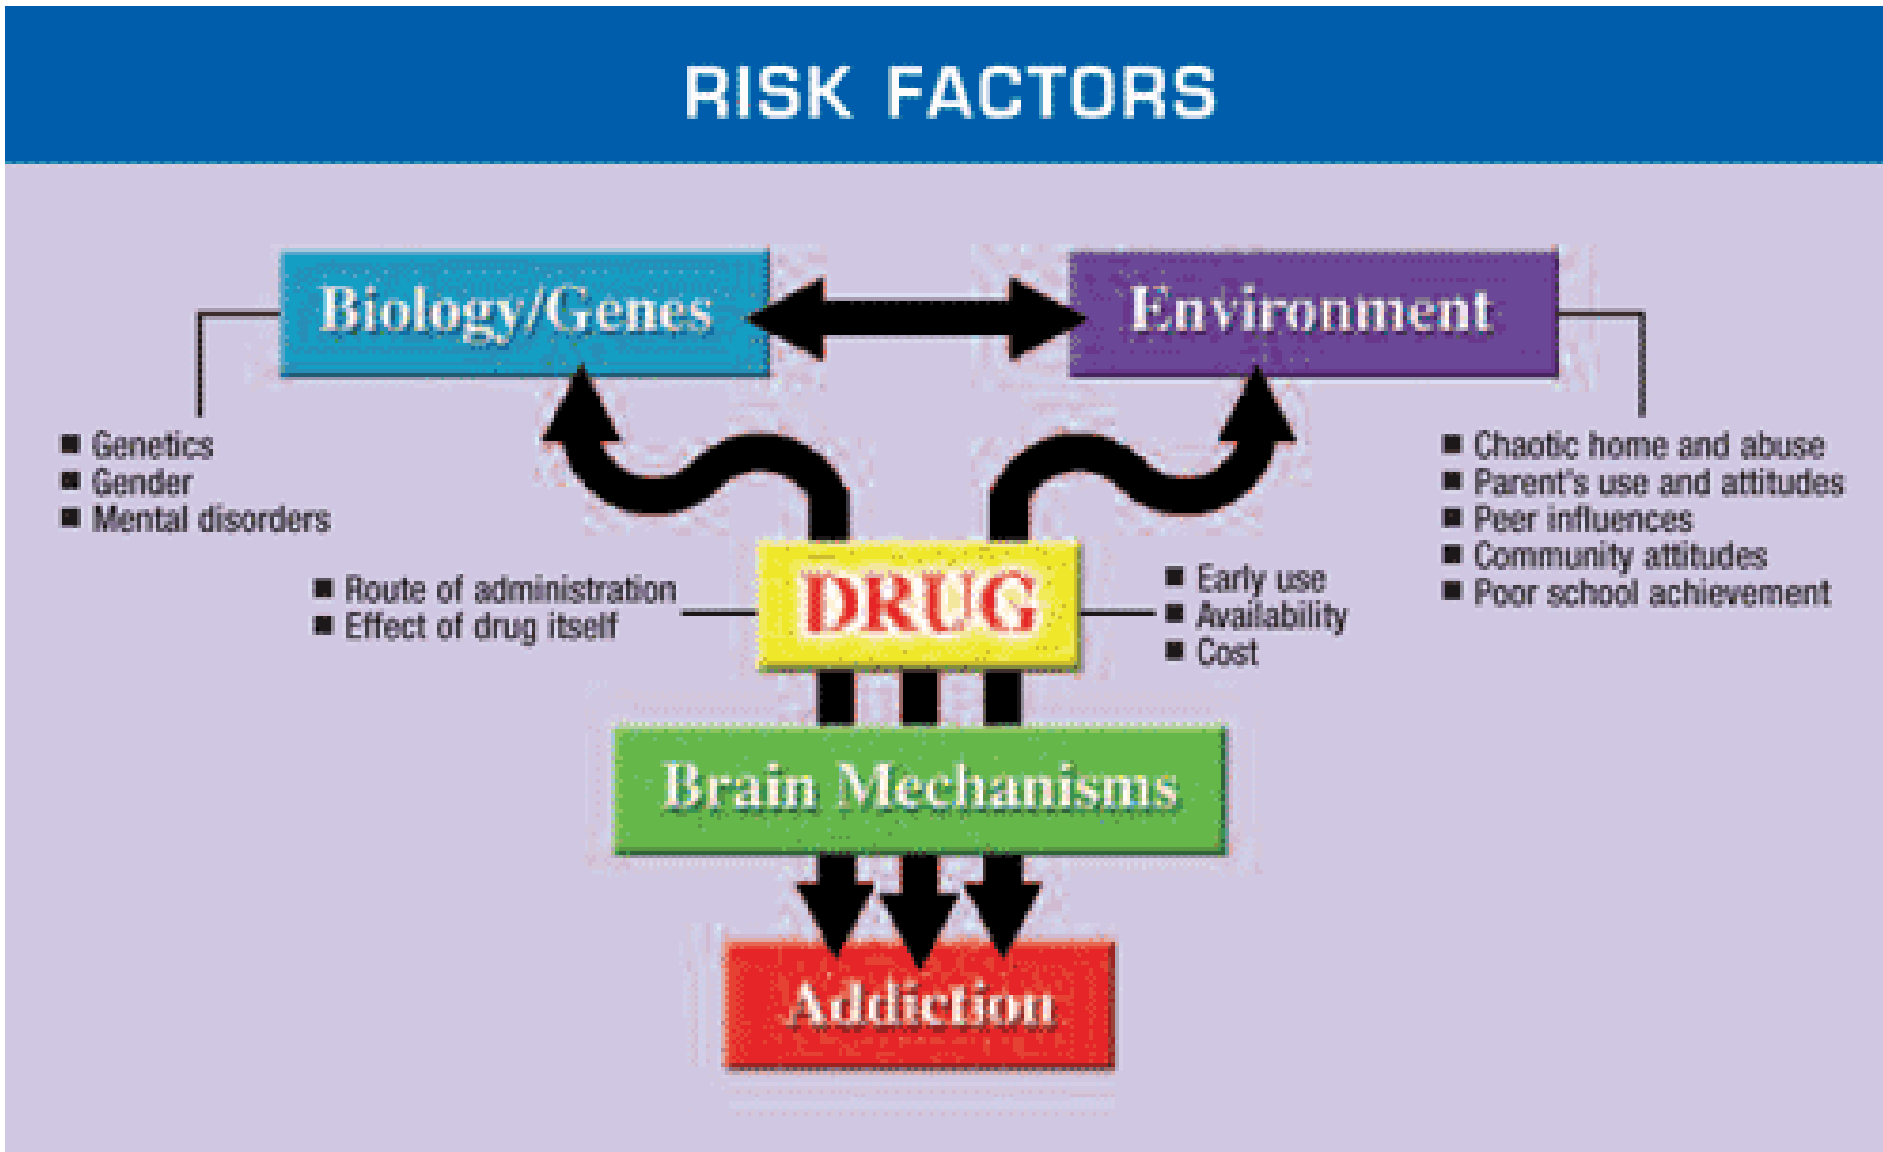 RISK FACTORS
Biology/Genes
Environment
■ Genetics
■ Gender
■ Mental disorders
■ Chaotic home and abuse
■ Parent's use and attitudes
■ Peer influences
■ Community attitudes
■ Poor school achievement
■ Route of administration
■ Effect of drug itself
DRUG
■ Early use
■ Availability
■ Cost
Brain Mechanisms
Addiction